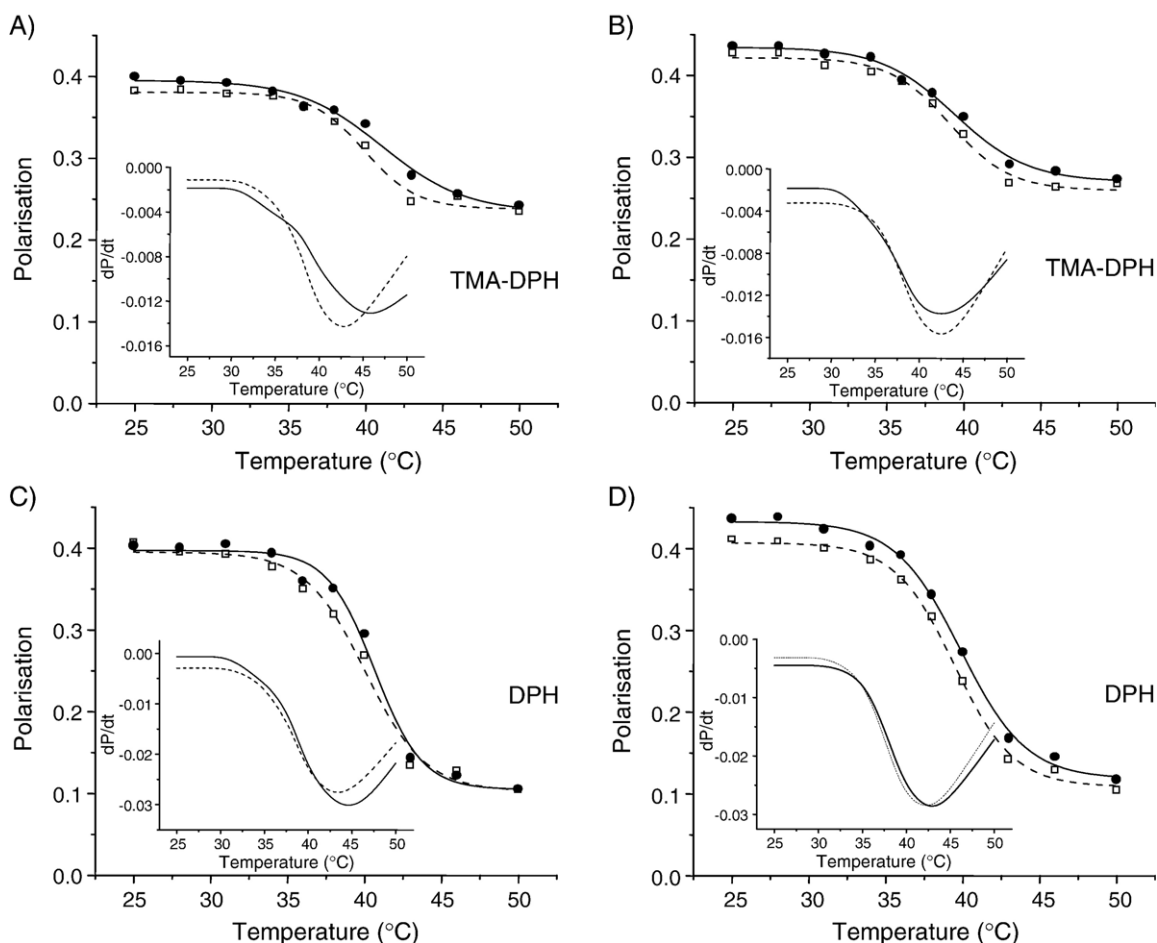 A)
0.4
0.3
0.2
0.1
0.0
Polarisation
25 30 35 40 45 50
Temperature (°C)
TMA-DPH
0.000
-0.004
-0.008
-0.012
-0.016
dP/dt
25 30 35 40 45 50
Temperature (°C)
B)
0.4
0.3
0.2
0.1
0.0
Polarisation
25 30 35 40 45 50
Temperature (°C)
TMA-DPH
0.000
-0.004
-0.008
-0.012
-0.016
dP/dt
25 30 35 40 45 50
Temperature (°C)
C)
0.4
0.3
0.2
0.1
0.0
Polarisation
25 30 35 40 45 50
Temperature (°C)
DPH
0.00
-0.01
-0.02
-0.03
dP/dt
25 30 35 40 45 50
Temperature (°C)
D)
0.4
0.3
0.2
0.1
0.0
Polarisation
25 30 35 40 45 50
Temperature (°C)
DPH
0.00
-0.01
-0.02
-0.03
dP/dt
25 30 35 40 45 50
Temperature (°C)